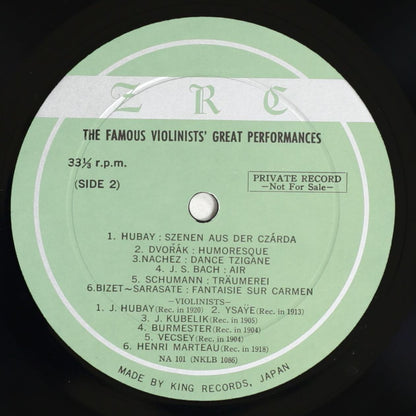 Z R C
THE FAMOUS VIOLINISTS' GREAT PERFORMANCES
33⅓ r.p.m.
(SIDE 2)
PRIVATE RECORD
—Not For Sale—
1. HUBAY : SZENEN AUS DER CZÁRDA
2. DVOŘÁK : HUMORESQUE
3.NACHEZ : DANCE TZIGANE
4. J. S. BACH : AIR
5. SCHUMANN : TRÄUMEREI
6.BIZET~SARASATE : FANTAISIE SUR CARMEN
—VIOLINISTS—
1. J. HUBAY(Rec. in 1920) 2. YSAŸE(Rec. in 1913)
3. J. KUBELIK(Rec. in 1905)
4. BURMESTER(Rec. in 1904)
5. VECSEY(Rec. in 1904)
6. HENRI MARTEAU(Rec. in 1918)
NA 101 (NKLB 1086)
MADE BY KING RECORDS, JAPAN